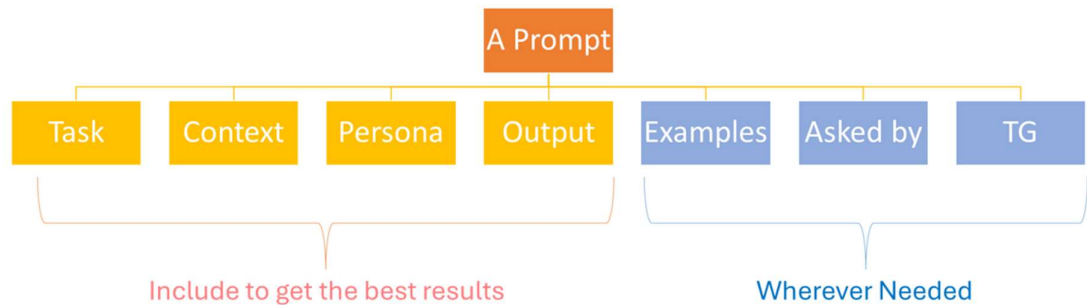 A Prompt
Task
Context
Persona
Output
Examples
Asked by
TG
Include to get the best results
Wherever Needed